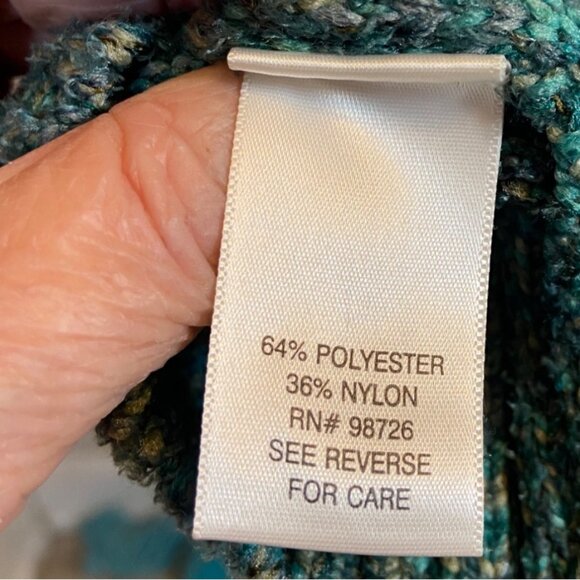 64% POLYESTER
36% NYLON
RN# 98726
SEE REVERSE
FOR CARE